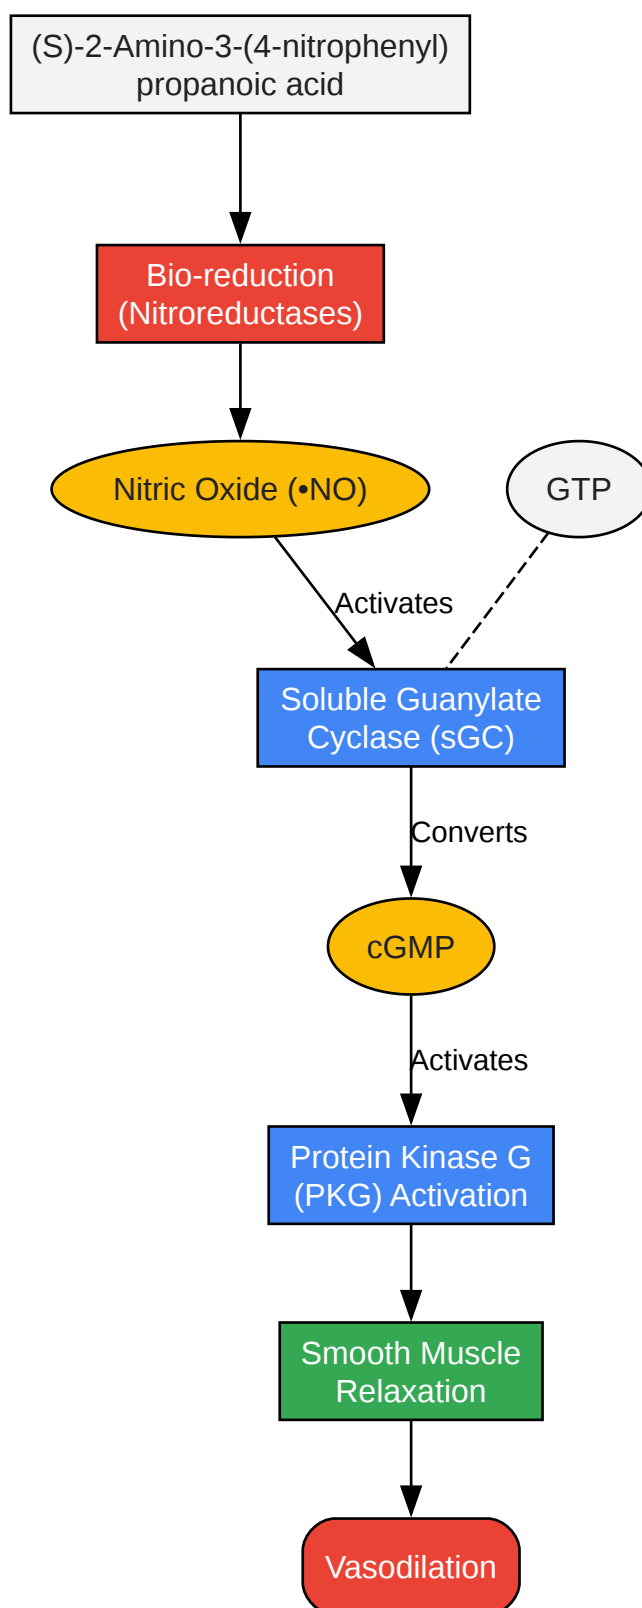 (S)-2-Amino-3-(4-nitrophenyl)
propanoic acid
Bio-reduction
(Nitroreductases)
Nitric Oxide (•NO)
GTP
Activates
Soluble Guanylate
Cyclase (sGC)
Converts
cGMP
Activates
Protein Kinase G
(PKG) Activation
Smooth Muscle
Relaxation
Vasodilation